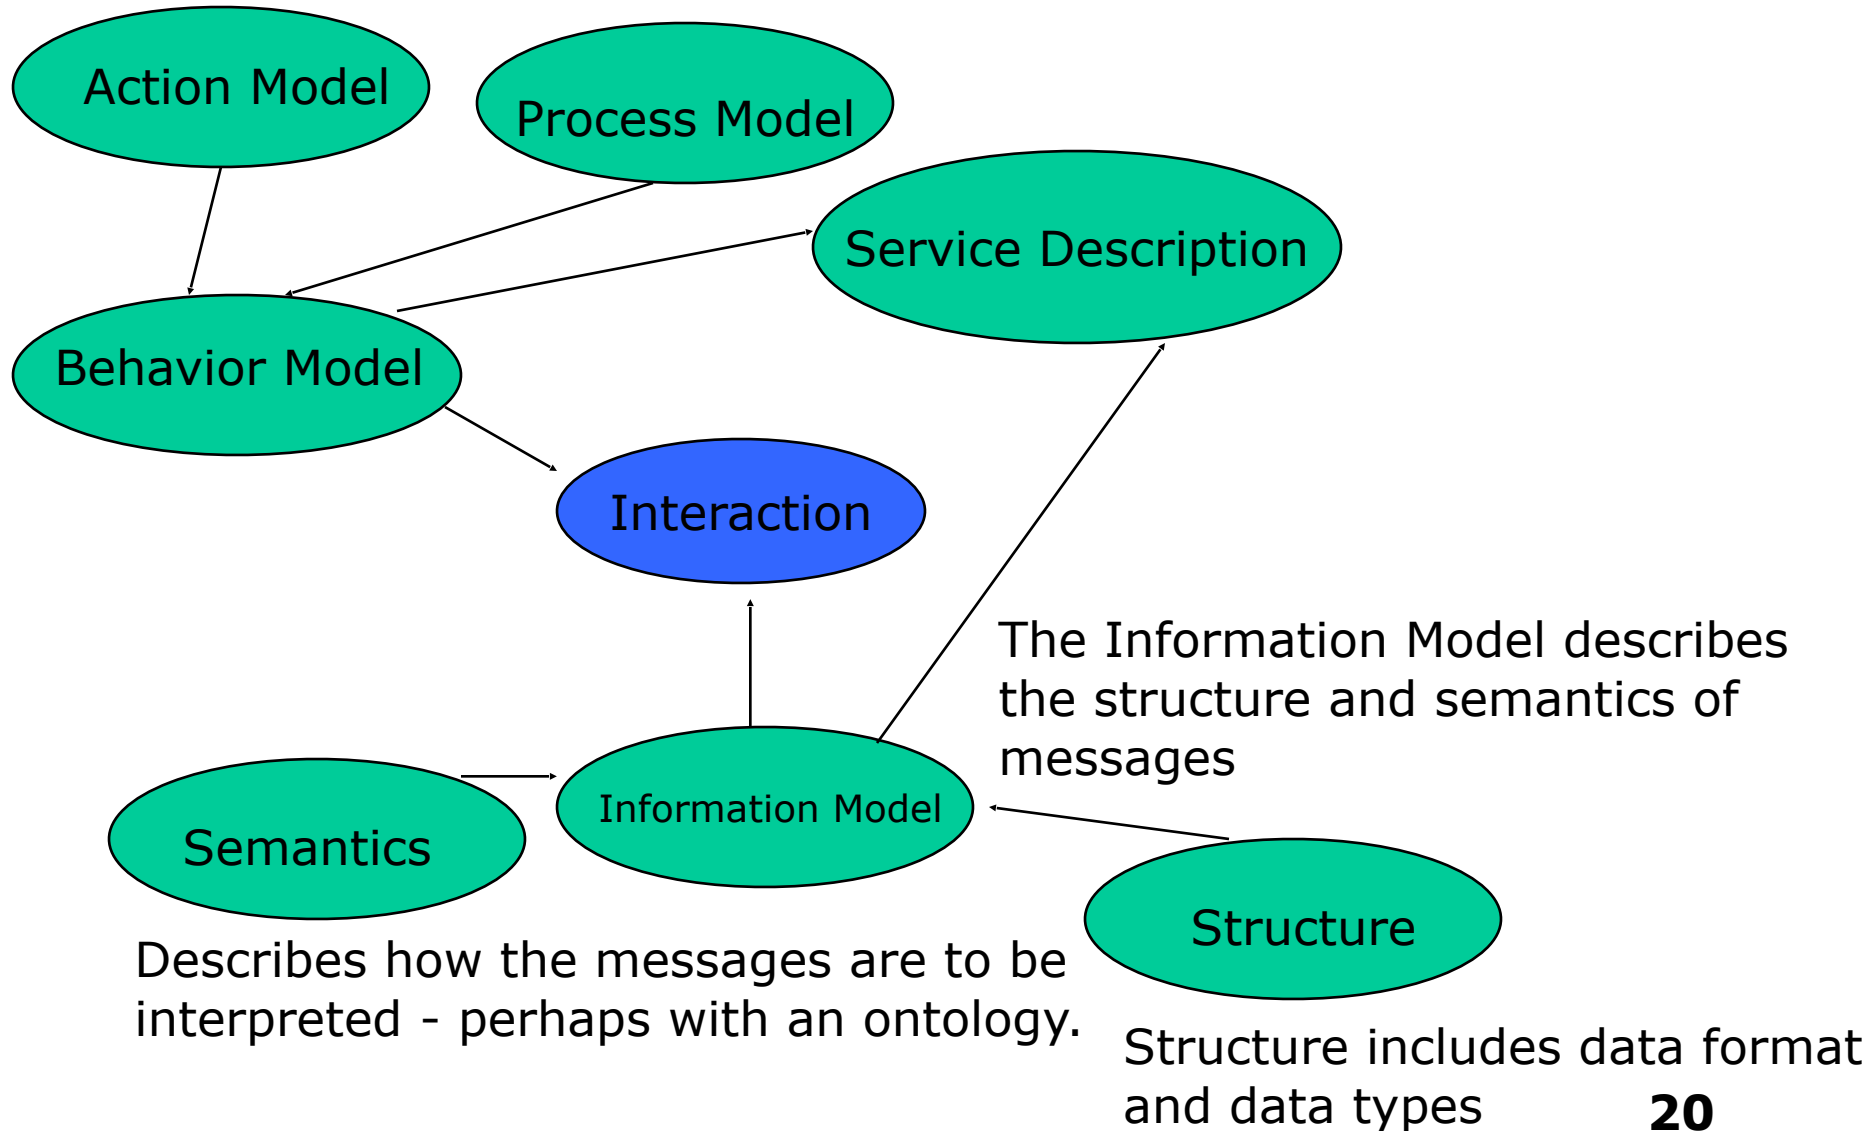 Action Model
Process Model
Service Description
Behavior Model
Interaction
The Information Model describes
the structure and semantics of
messages
Information Model
Semantics
Structure
Describes how the messages are to be
interpreted - perhaps with an ontology.
Structure includes data format
and data types
20